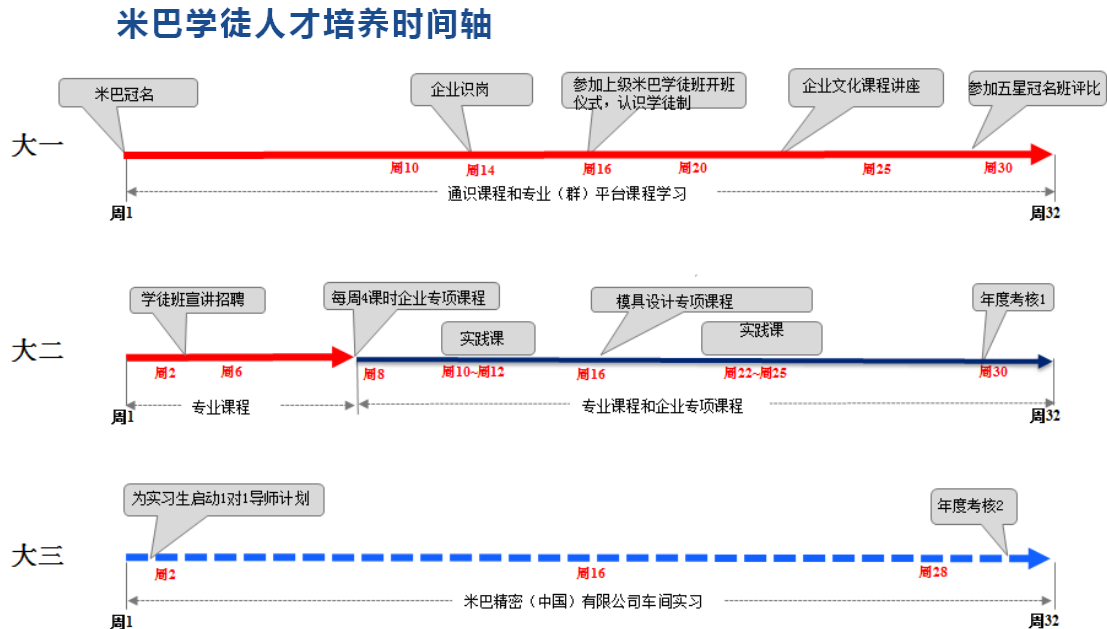 米巴学徒人才培养时间轴
米巴冠名
企业识岗
参加上级米巴学徒班开班
仪式，认识学徒制
企业文化课程讲座
参加五星冠名班评比
大一
周10
周14
周16
周20
周25
周30
通识课程和专业（群）平台课程学习
周1
周32
学徒班宣讲招聘
每周4课时企业专项课程
模具设计专项课程
年度考核1
实践课
实践课
大二
周2
周6
周8
周10~周12
周16
周22~周25
周30
专业课程
专业课程和企业专项课程
周1
周32
为实习生启动1对1导师计划
年度考核2
大三
周2
周16
周28
米巴精密（中国）有限公司车间实习
周1
周32